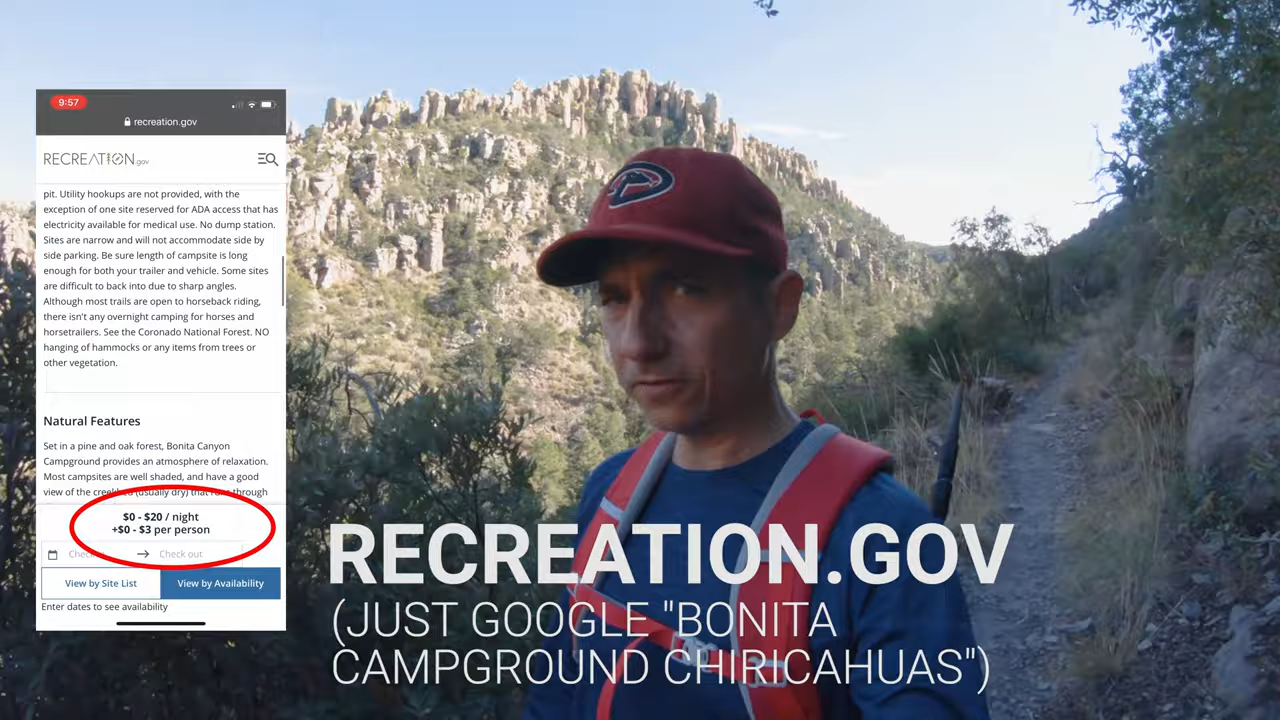 9:57
recreation.gov
RECREATION.gov
pit. Utility hookups are not provided, with the
exception of one site reserved for ADA access that has
electricity available for medical use. No dump station.
Sites are narrow and will not accommodate side by
side parking. Be sure length of campsite is long
enough for both your trailer and vehicle. Some sites
are difficult to back into due to sharp angles.
Although most trails are open to horseback riding,
there isn't any overnight camping for horses and
horsetrailers. See the Coronado National Forest. NO
hanging of hammocks or any items from trees or
other vegetation.
Natural Features
Set in a pine and oak forest, Bonita Canyon
Campground provides an atmosphere of relaxation.
Most campsites are well shaded, and have a good
view of the creekbed (usually dry) that runs through
$0 - $20 / night
+$0 - $3 per person
Check out
View by Site List
View by Availability
Enter dates to see availability
RECREATION.GOV
(JUST GOOGLE "BONITA
CAMPGROUND CHIRICAHUAS")